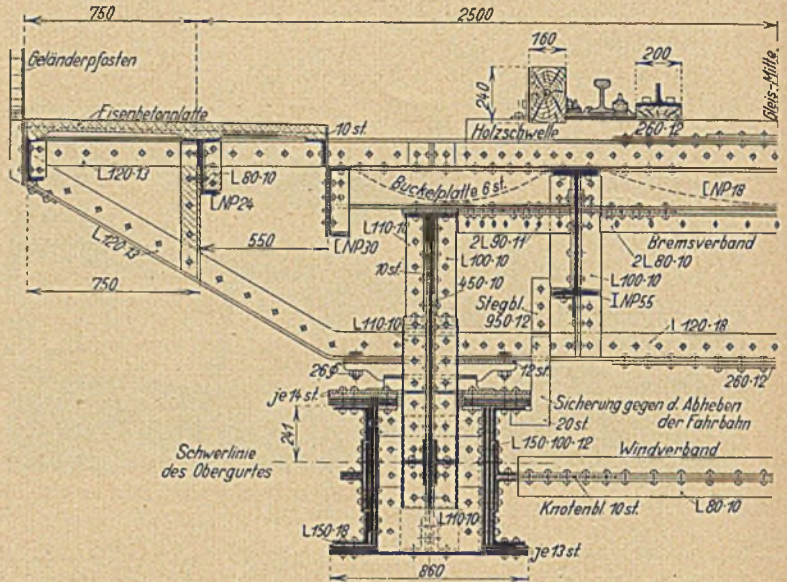 750
2500
160
200
Geländerpfosten
240
Gleis-Mitte
Eisenbetonplatte
10 st.
Holzschwelle
260·12
L120·13
L80·10
Buckelplatte 6 st.
[NP18
[NP24
L120·13
550
[NP30
L110·10
2L90·11
Bremsverband
2L80·10
750
10 st.
L100·10
450·10
L100·10
Stegbl.
950·12
I NP55
L110·10
L120·18
26⌀
12 st.
260·12
je 14 st.
Sicherung gegen d. Abheben
der Fahrbahn
20 st.
241
L150·100·12
Schwerlinie
des Obergurtes
Windverband
Knotenbl. 10 st.
L80·10
L110·10
L150·18
je 13 st.
860